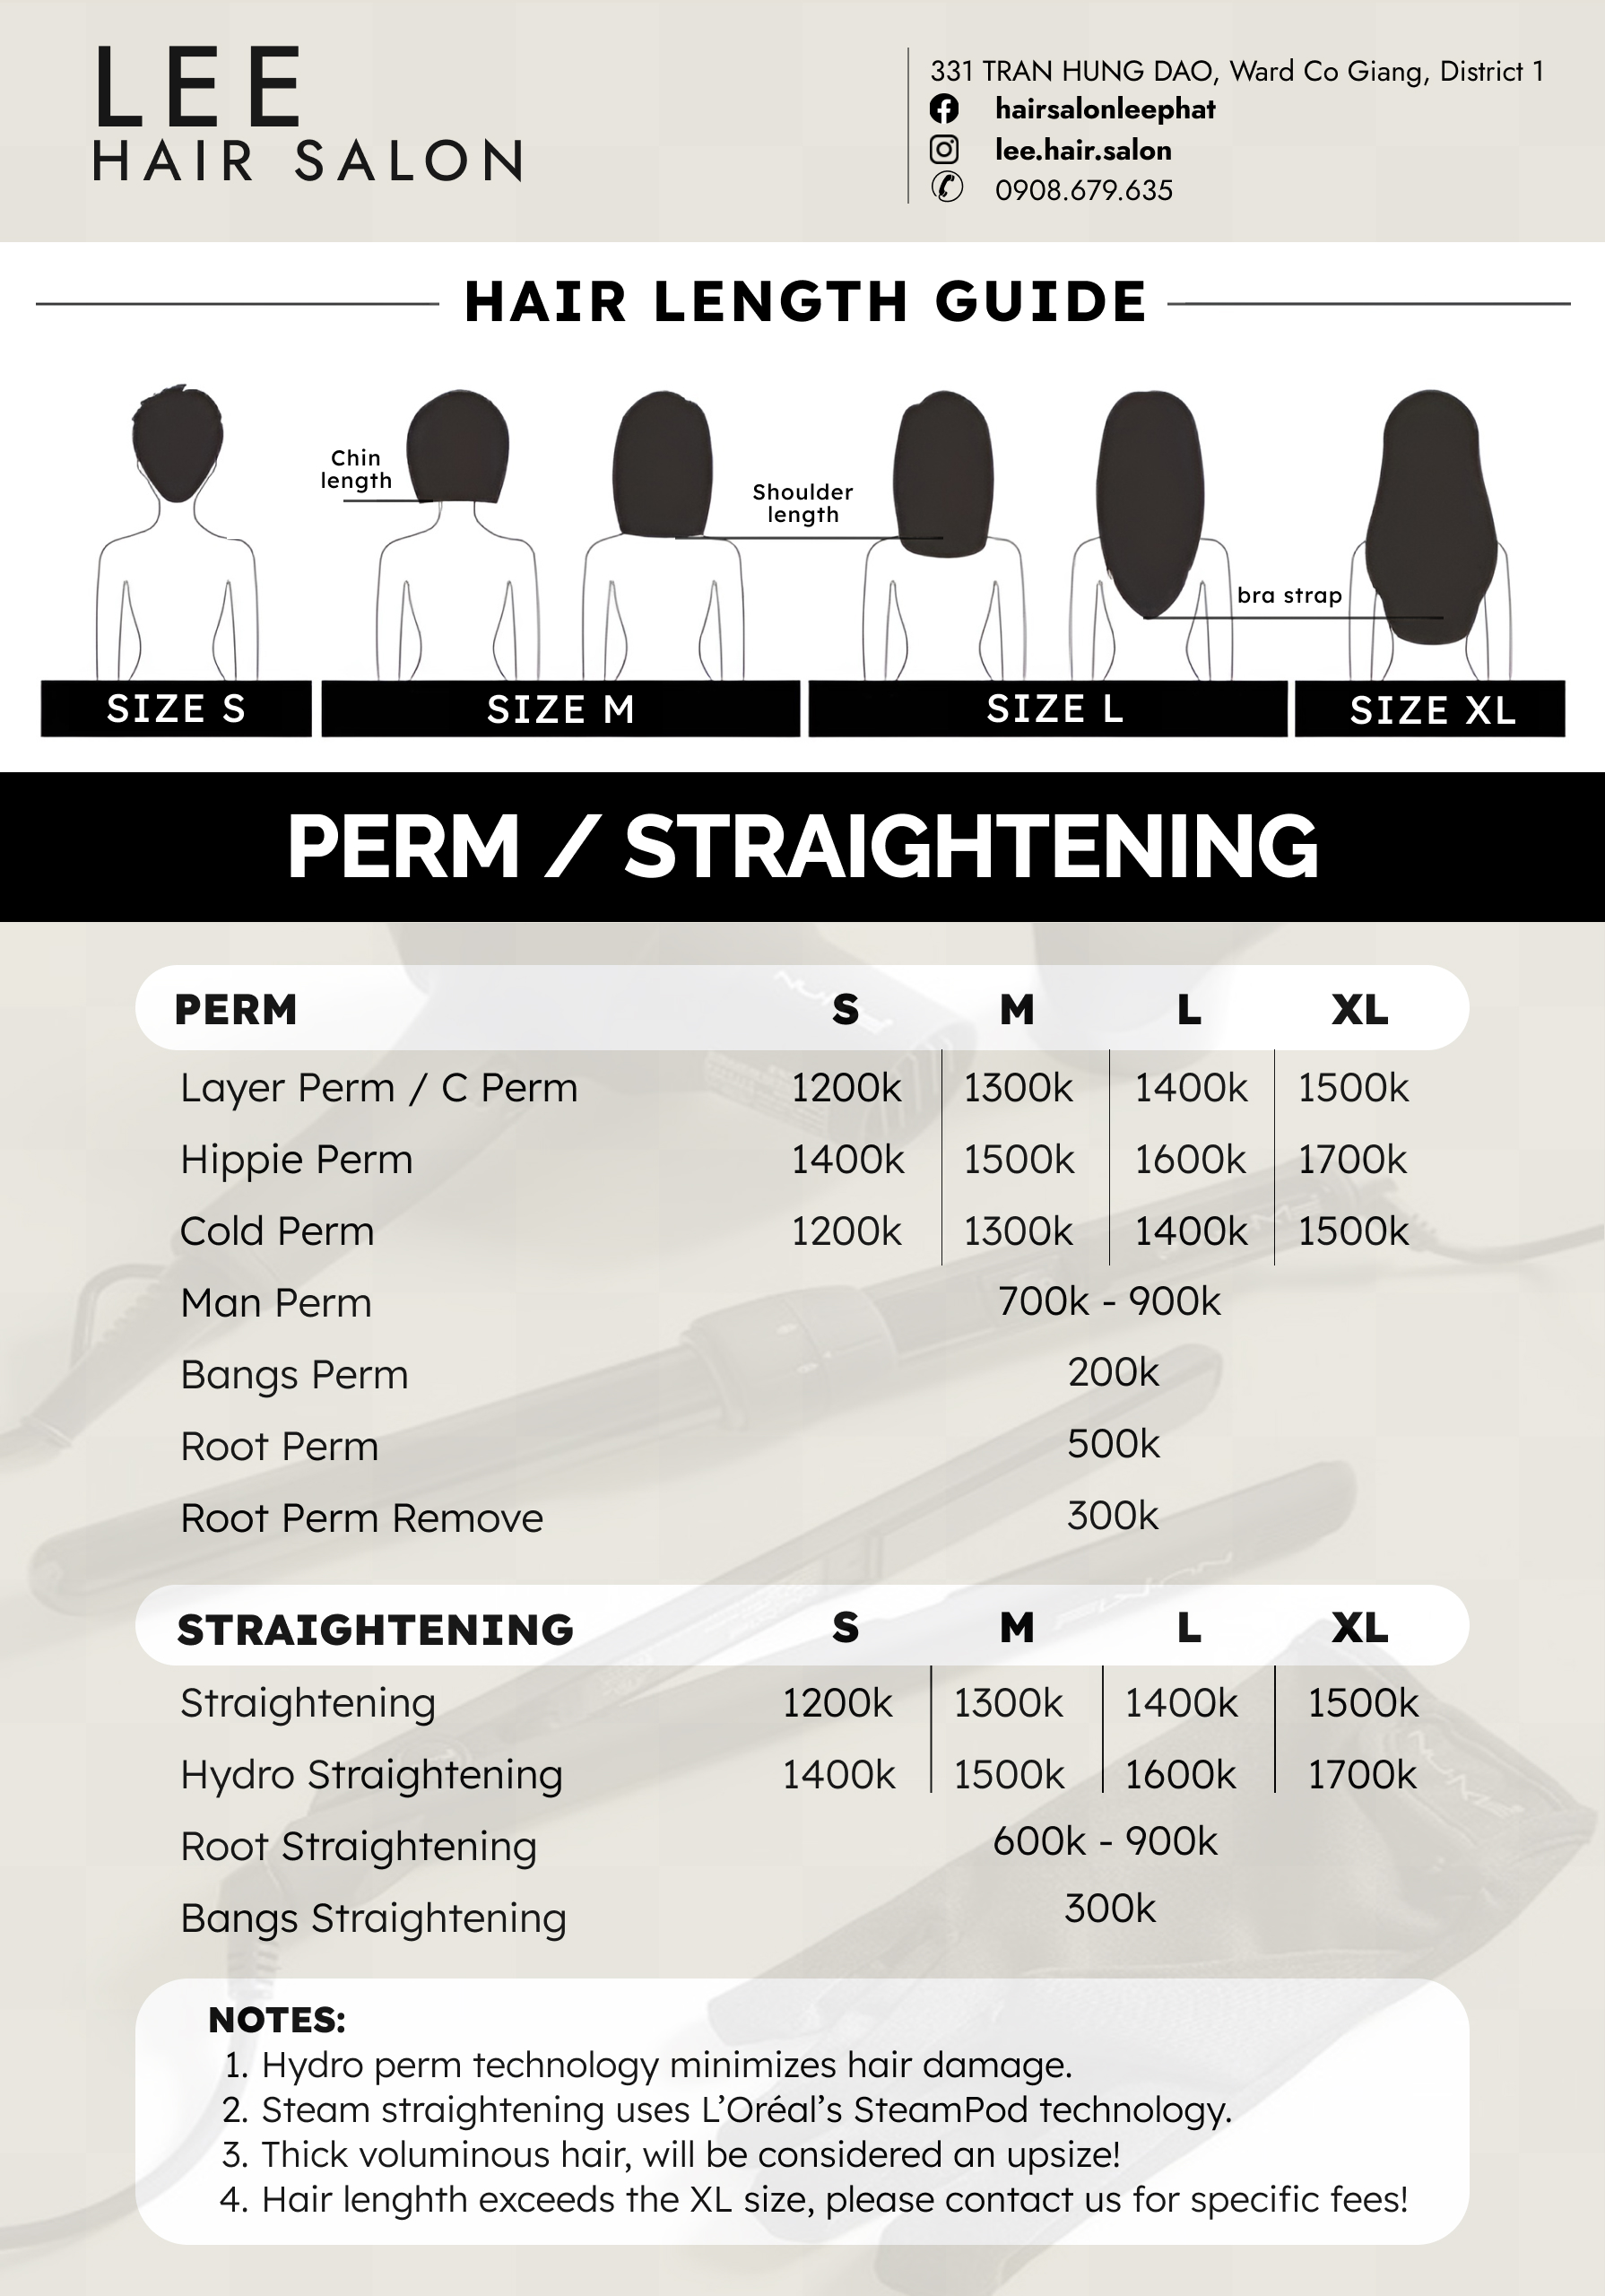 LEE
HAIR SALON
331 TRAN HUNG DAO, Ward Co Giang, District 1
hairsalonleephat
lee.hair.salon
0908.679.635
HAIR LENGTH GUIDE
Chin
length
Shoulder
length
bra strap
SIZE S
SIZE M
SIZE L
SIZE XL
PERM / STRAIGHTENING
PERM S M L XL
Layer Perm / C Perm 1200k 1300k 1400k 1500k
Hippie Perm 1400k 1500k 1600k 1700k
Cold Perm 1200k 1300k 1400k 1500k
Man Perm 700k - 900k
Bangs Perm 200k
Root Perm 500k
Root Perm Remove 300k
STRAIGHTENING S M L XL
Straightening 1200k 1300k 1400k 1500k
Hydro Straightening 1400k 1500k 1600k 1700k
Root Straightening 600k - 900k
Bangs Straightening 300k
NOTES:
1. Hydro perm technology minimizes hair damage.
2. Steam straightening uses L’Oréal’s SteamPod technology.
3. Thick voluminous hair, will be considered an upsize!
4. Hair lenghth exceeds the XL size, please contact us for specific fees!